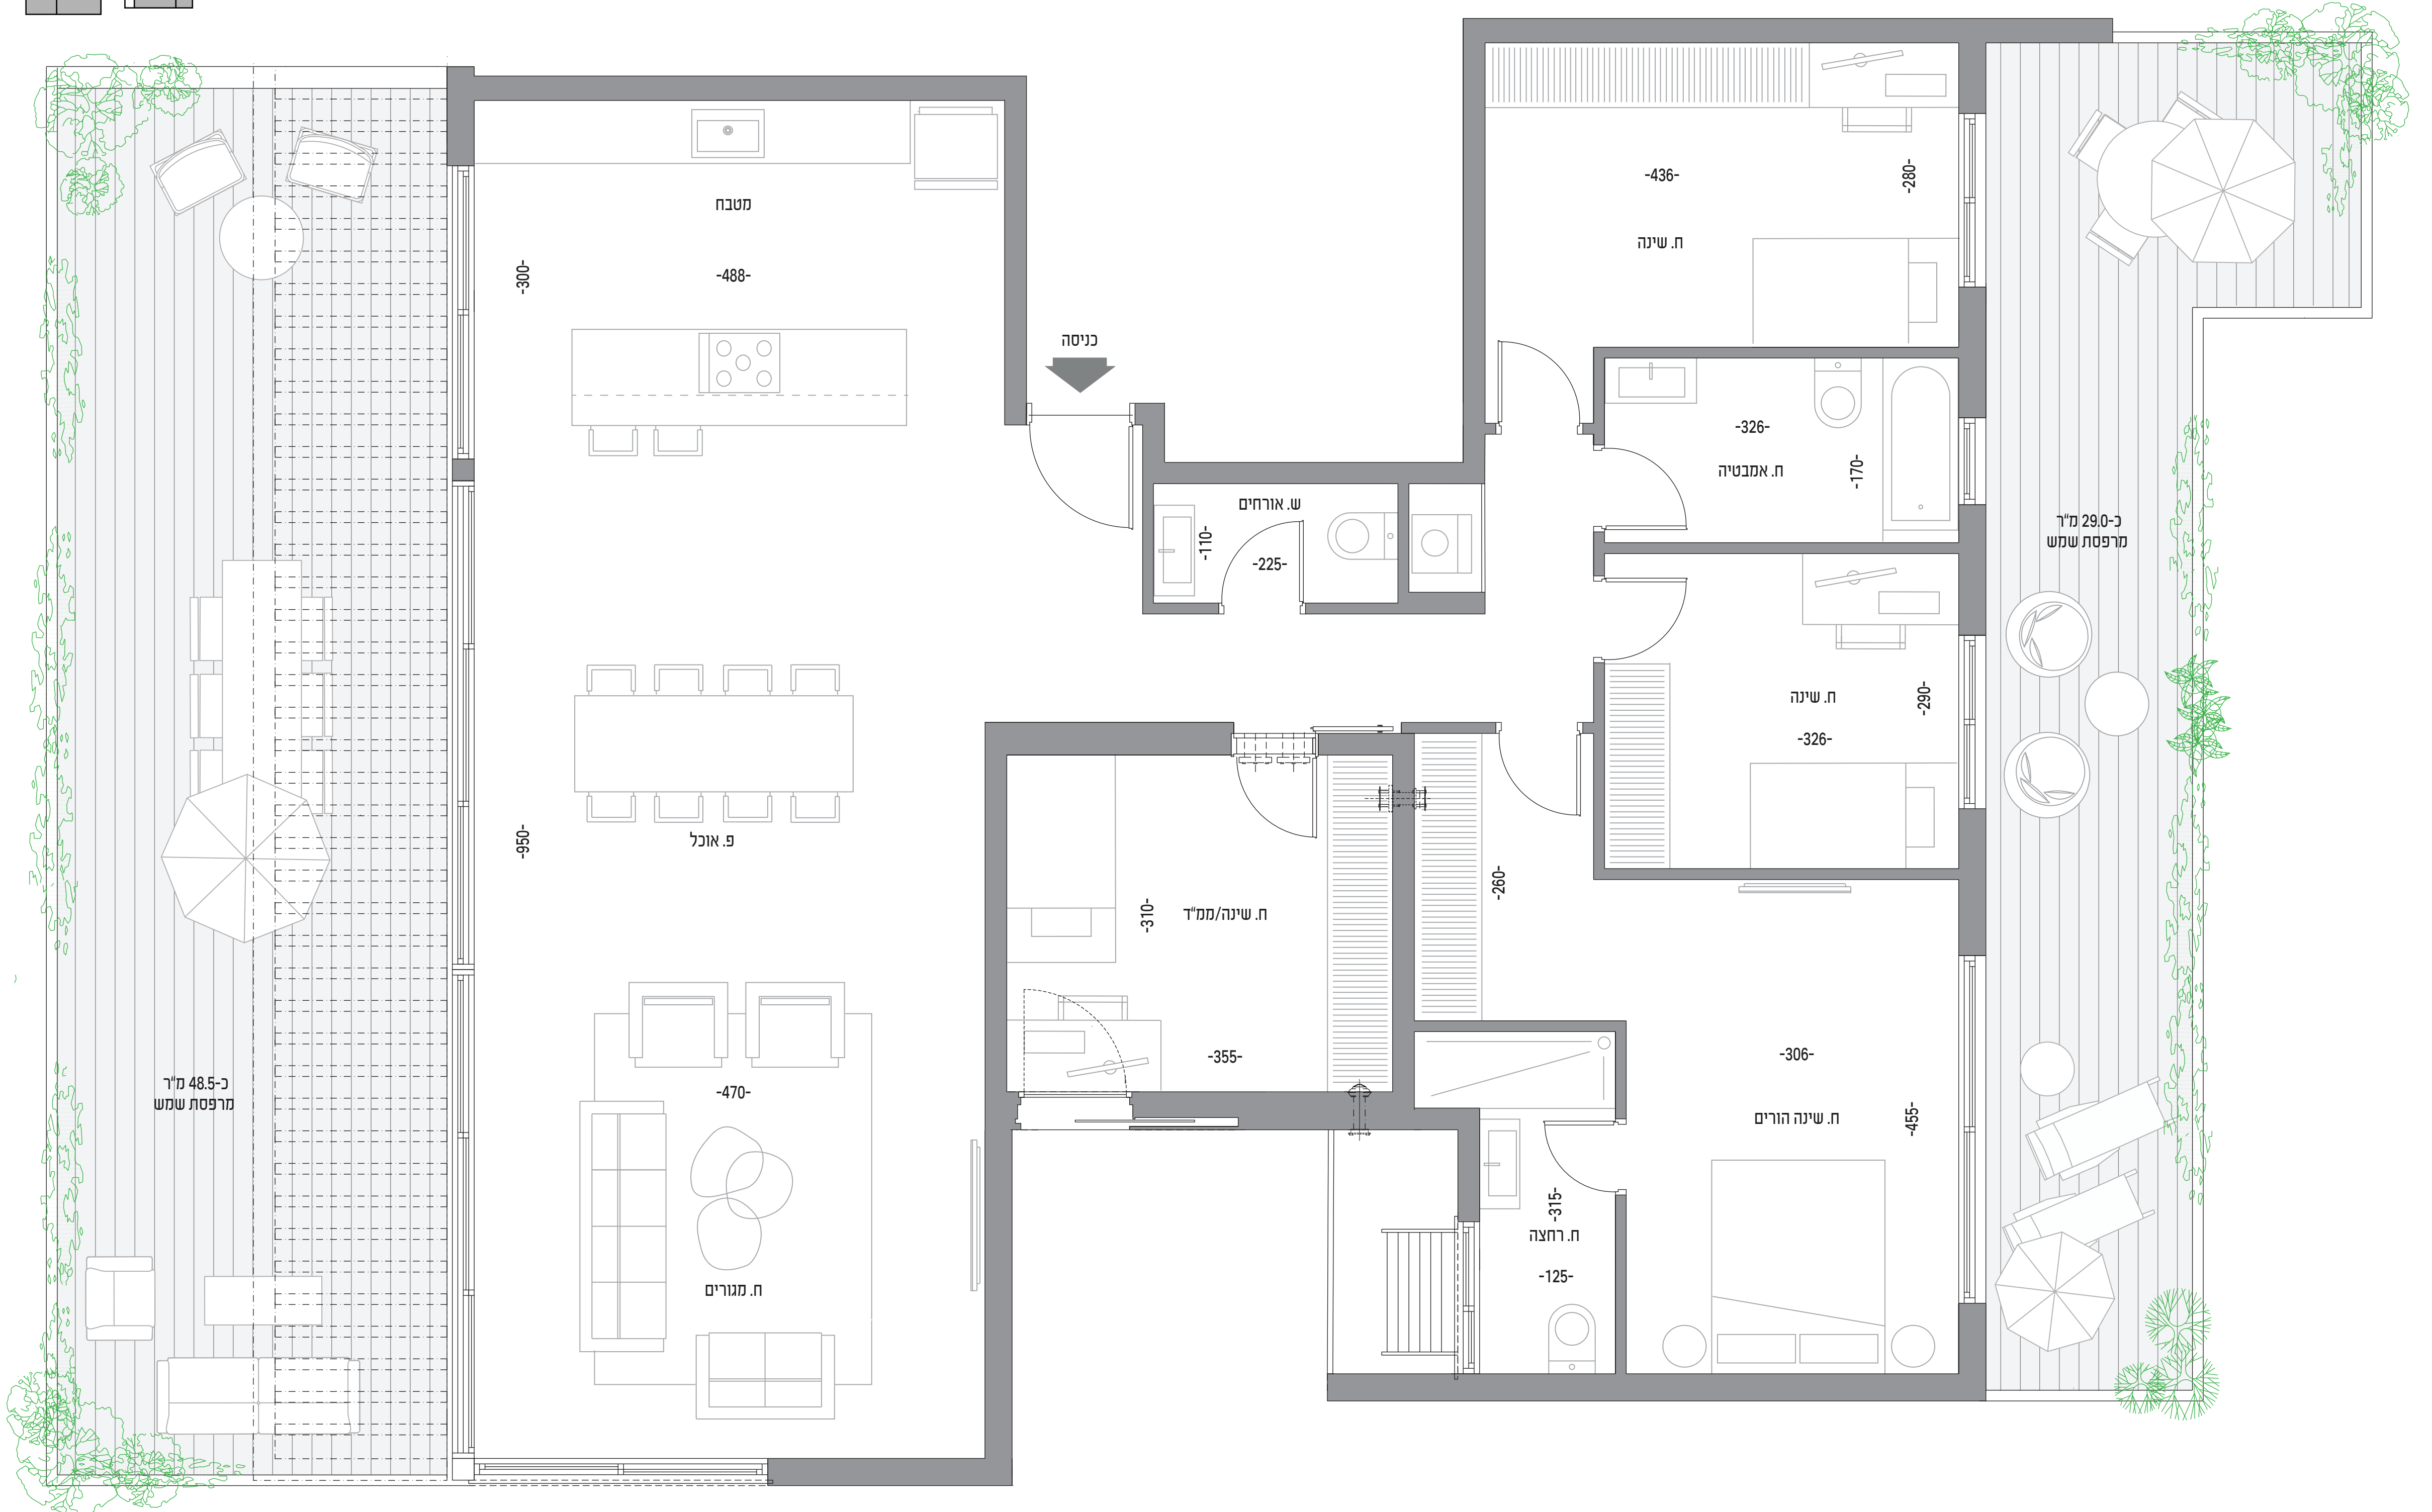 מטבח
-488-
-300-
כניסה
-436-
-280-
ח. שינה
-326-
ח. אמבטיה
-170-
ש. אורחים
-110-
-225-
כ-29.0 מ"ר
מרפסת שמש
ח. שינה
-290-
-326-
-950-
פ. אוכל
-260-
ח. שינה/ממ"ד
-310-
-355-
-306-
ח. שינה הורים
-455-
כ-48.5 מ"ר
מרפסת שמש
-470-
ח. מגורים
-315-
ח. רחצה
-125-